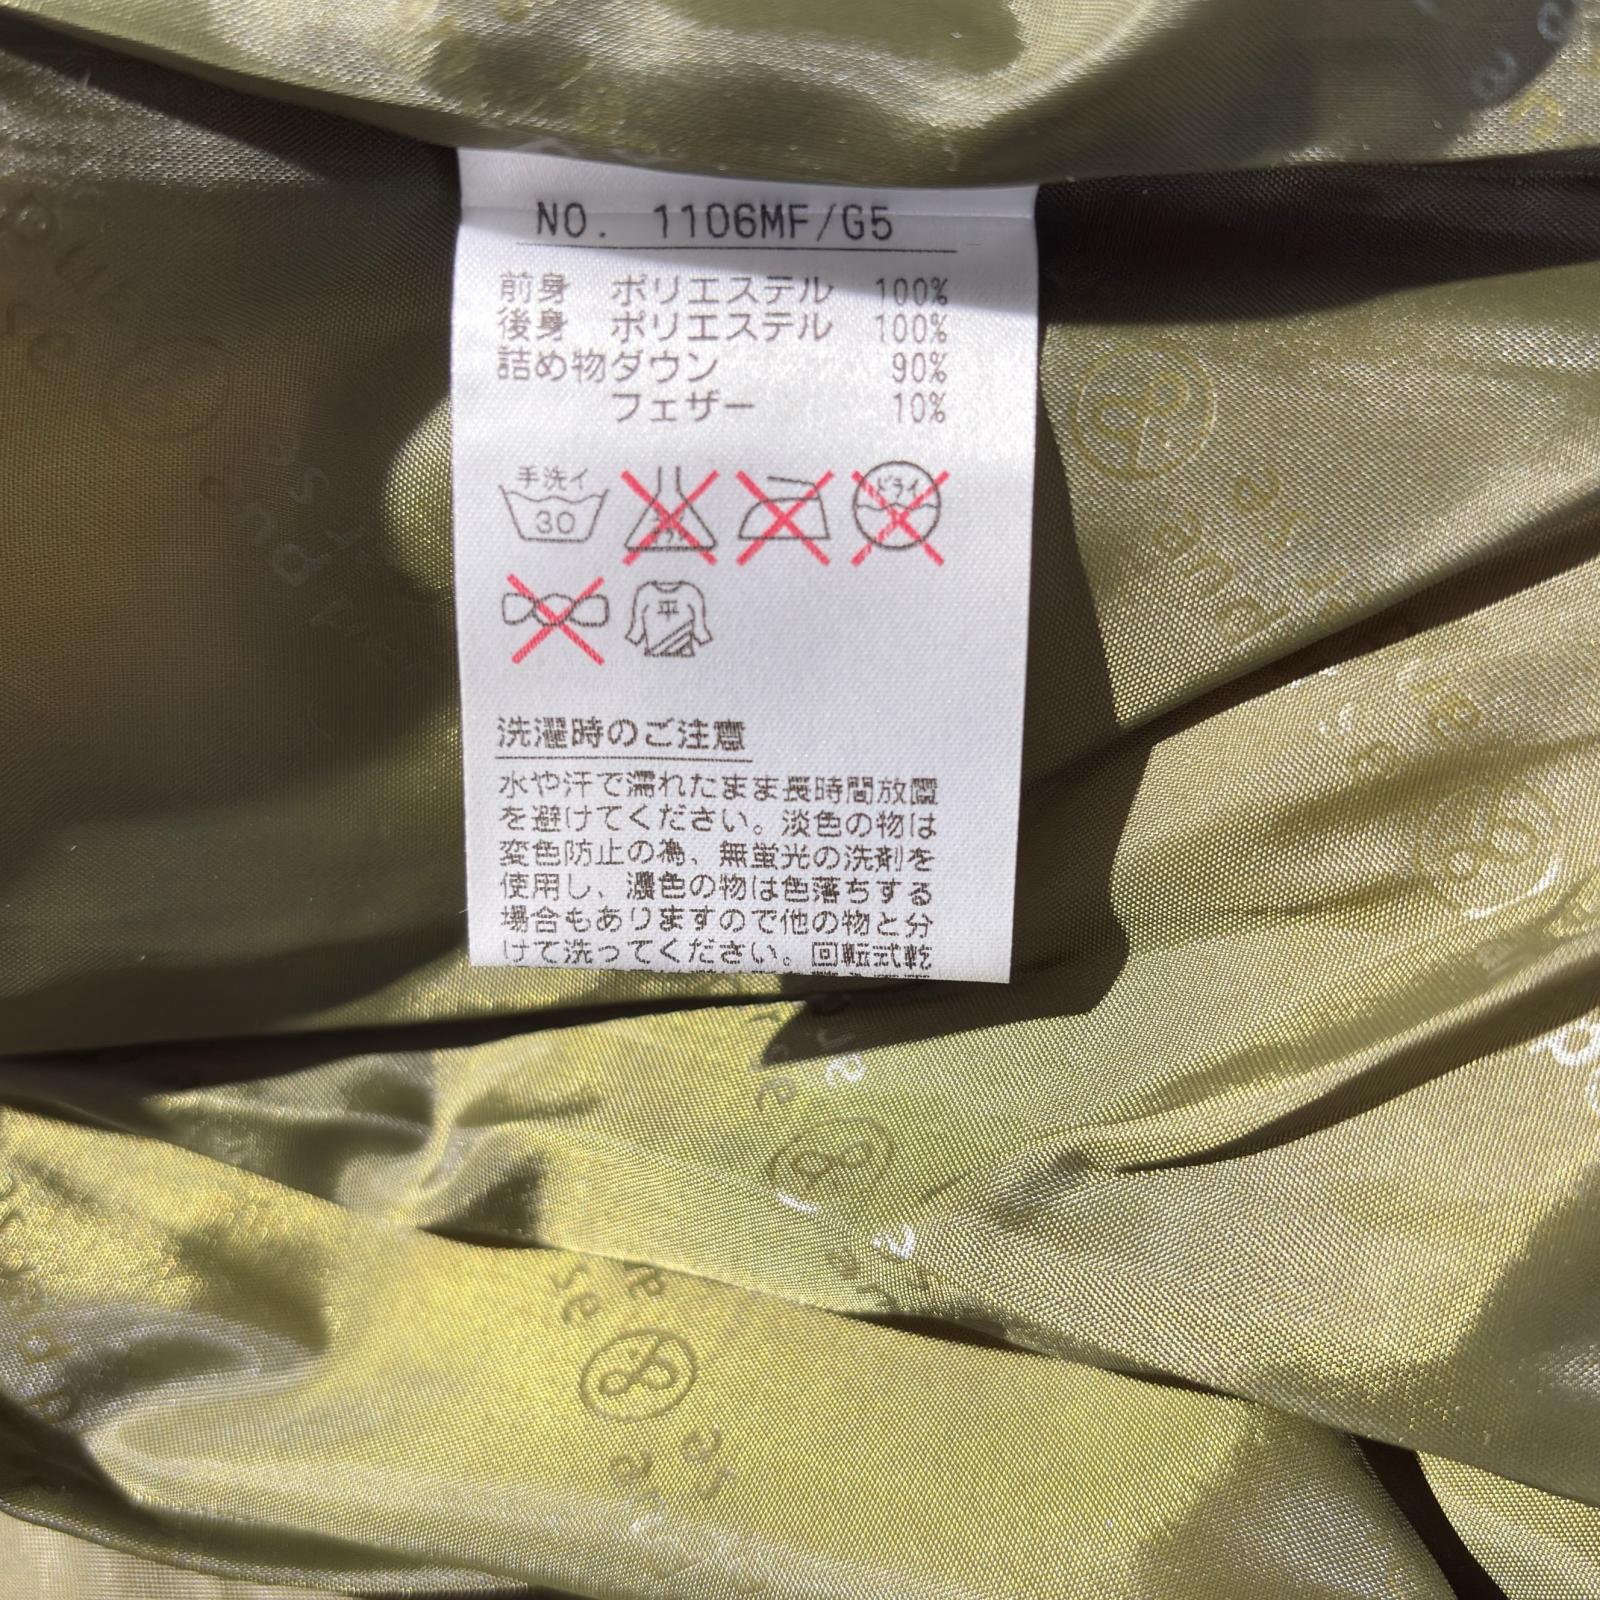 NO. 1106MF/G5
前身 ポリエステル 100%
後身 ポリエステル 100%
詰め物ダウン 90%
フェザー 10%
手洗イ
30
ドライ
平
洗濯時のご注意
水や汗で濡れたまま長時間放置
を避けてください。淡色の物は
変色防止の為、無蛍光の洗剤を
使用し、濃色の物は色落ちする
場合もありますので他の物と分
けて洗ってください。回転式乾